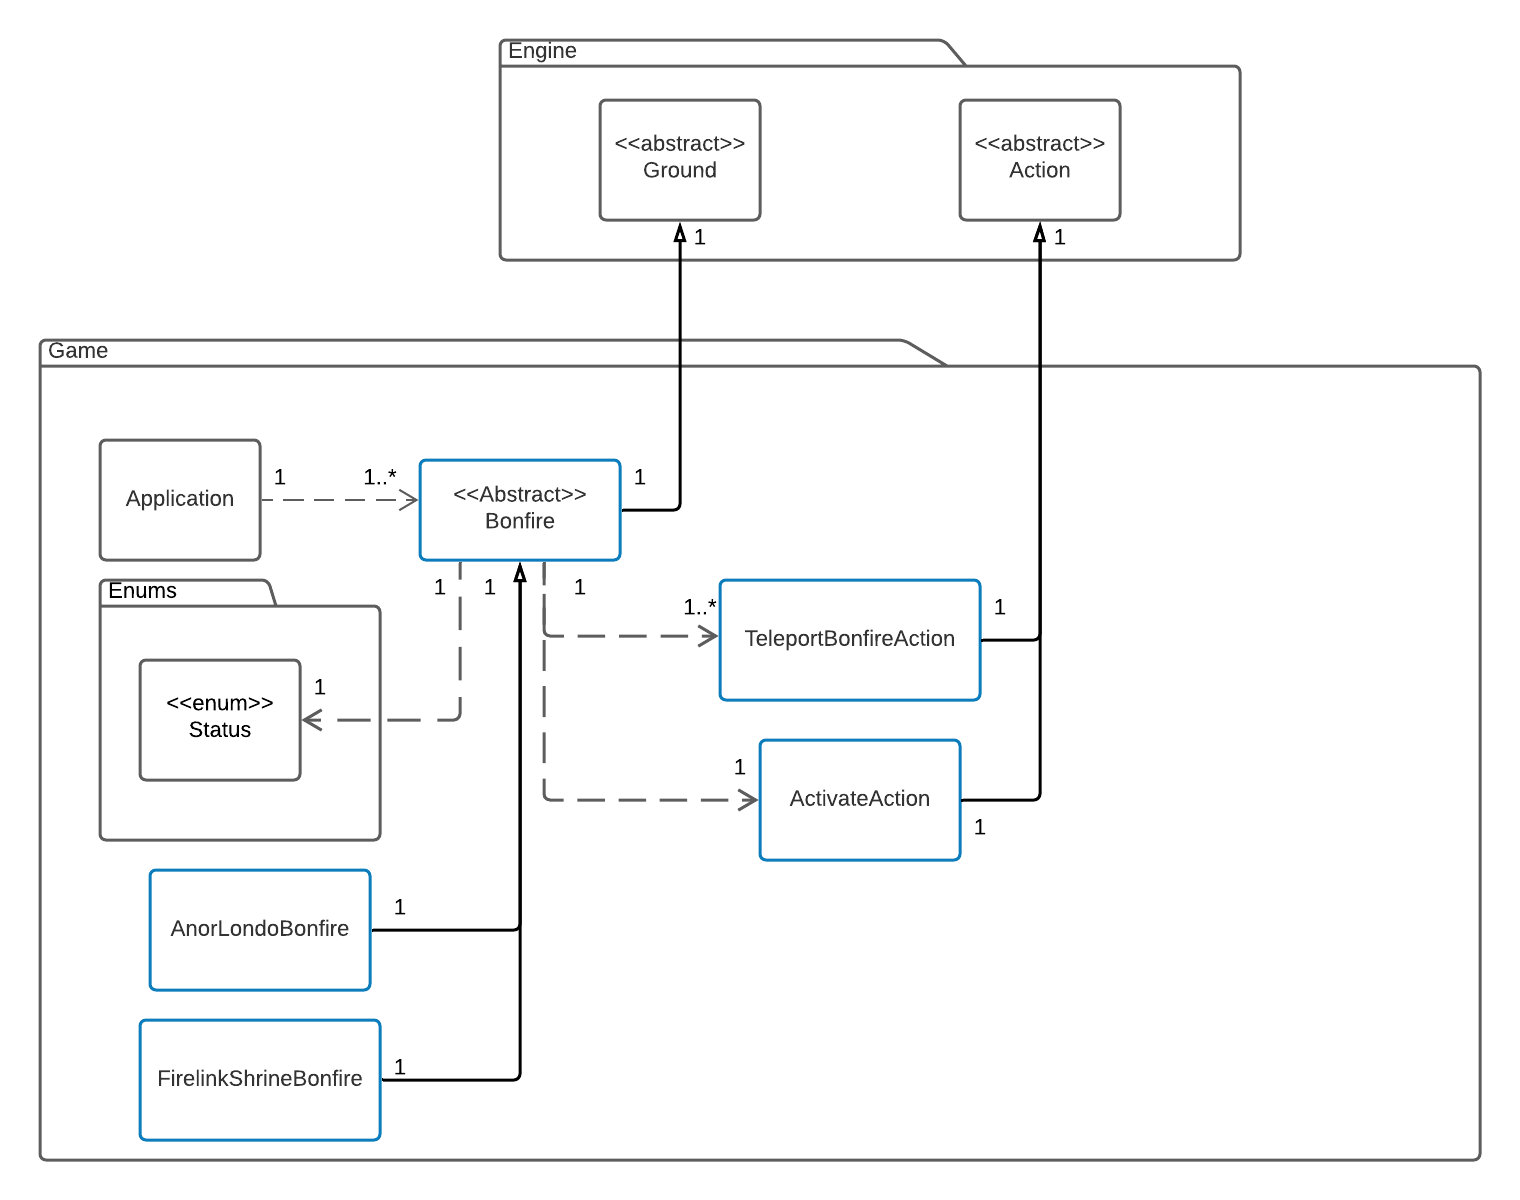 Engine
<<abstract>>
Ground
<<abstract>>
Action
1
1
Game
Application
1
1..*
<<Abstract>>
Bonfire
1
Enums
1
1
1
<<enum>>
Status
1
1..*
TeleportBonfireAction
1
1
ActivateAction
1
AnorLondoBonfire
1
FirelinkShrineBonfire
1